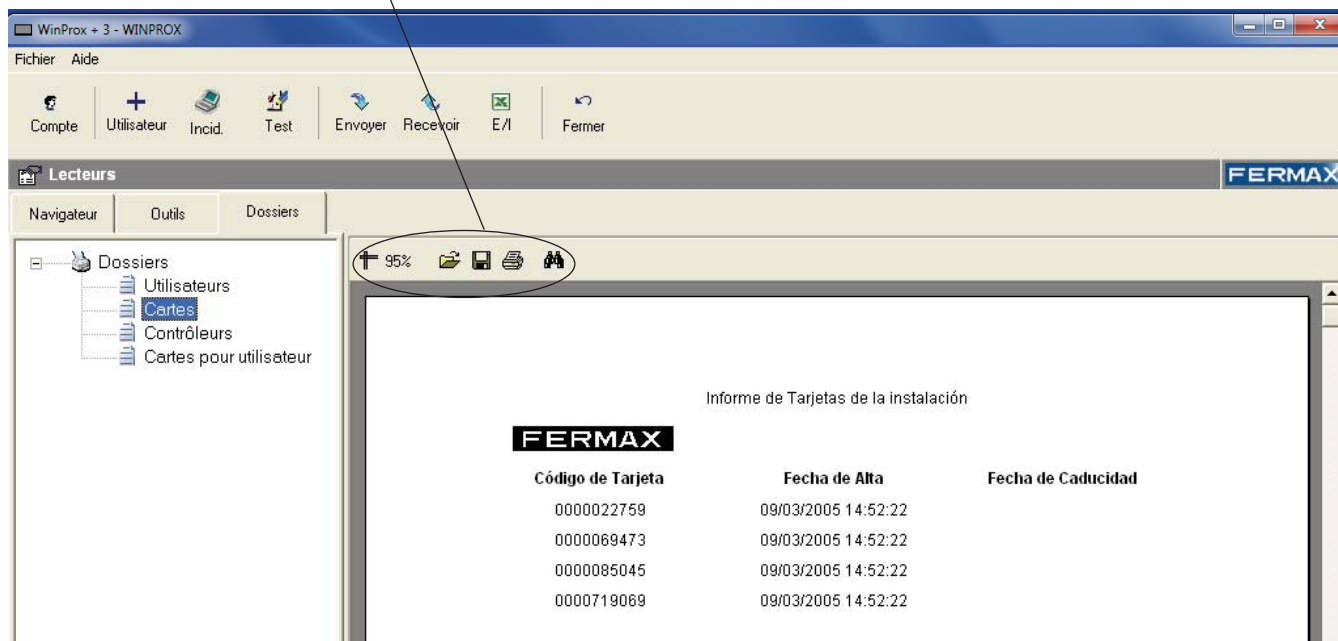 WinProx + 3 - WINPROX
Fichier Aide
Compte Utilisateur Incid. Test Envoyer Recevoir E/I Fermer
Lecteurs FERMAX
Navigateur Outils Dossiers
95%
Dossiers
Utilisateurs
Cartes
Contrôleurs
Cartes pour utilisateur
Informe de Tarjetas de la instalación
FERMAX
Código de Tarjeta Fecha de Alta Fecha de Caducidad
0000022759 09/03/2005 14:52:22
0000069473 09/03/2005 14:52:22
0000085045 09/03/2005 14:52:22
0000719069 09/03/2005 14:52:22